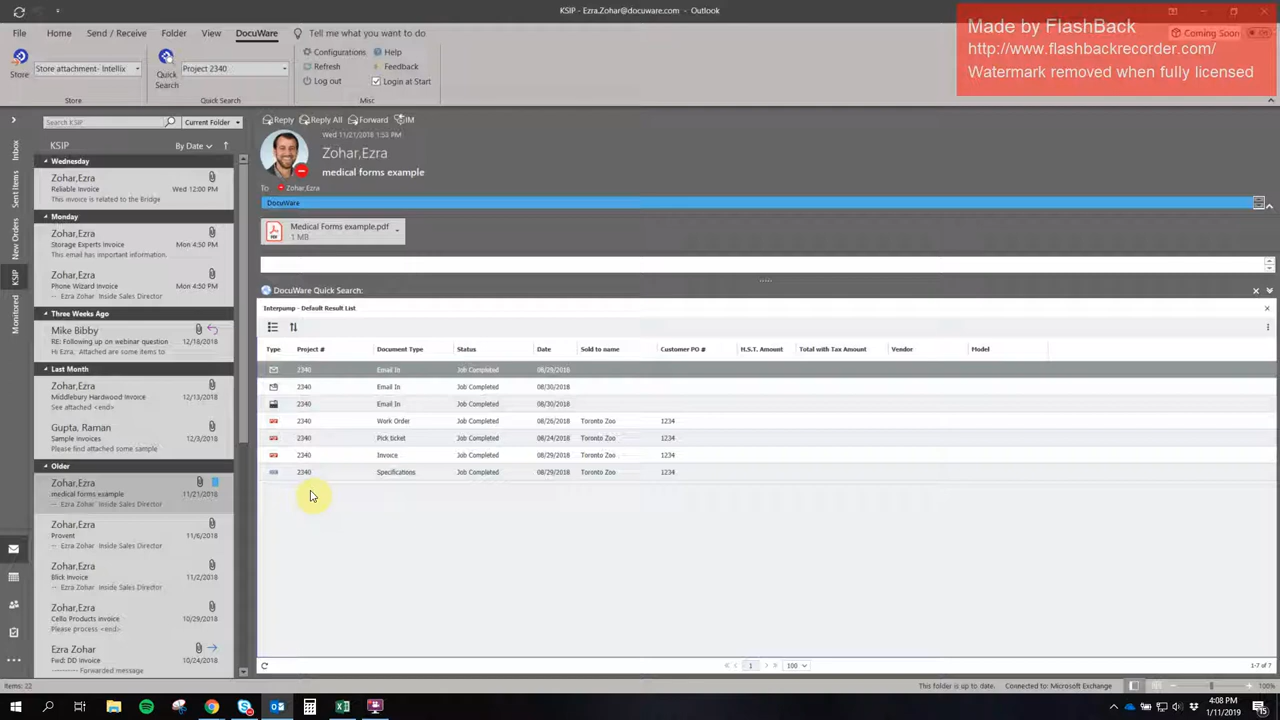 KSIP - Ezra.Zohar@docuware.com - Outlook
Made by FlashBack
http://www.flashbackrecorder.com/
Watermark removed when fully licensed
Coming Soon
File Home Send / Receive Folder View DocuWare Tell me what you want to do
Store
Store attachment- Intellix
Store
Quick Search
Project 2340
Quick Search
Configurations Help
Refresh Feedback
Log out Login at Start
Misc
Inbox
Sent Items
New Orders
KSIP
Monitored
Search KSIP Current Folder
KSIP By Date
Wednesday
Zohar,Ezra
Reliable Invoice Wed 12:00 PM
This invoice is related to the Bridge
Monday
Zohar,Ezra
Storage Experts Invoice Mon 4:50 PM
This email has important information.
Zohar,Ezra
Phone Wizard Invoice Mon 4:50 PM
-- Ezra Zohar Inside Sales Director
Three Weeks Ago
Mike Bibby
RE: Following up on webinar question 12/18/2018
Hi Ezra, Attached are some items to
Last Month
Zohar,Ezra
Middlebury Hardwood Invoice 12/13/2018
See attached <end>
Gupta, Raman
Sample invoices 12/3/2018
Please find attached some sample
Older
Zohar,Ezra
medical forms example 11/21/2018
-- Ezra Zohar Inside Sales Director
Zohar,Ezra
Provent 11/6/2018
-- Ezra Zohar Inside Sales Director
Zohar,Ezra
Blick Invoice 11/2/2018
-- Ezra Zohar Inside Sales Director
Zohar,Ezra
Cello Products invoice 10/29/2018
Please process <end>
Ezra Zohar
Fwd: DD Invoice 10/24/2018
---------- Forwarded message
Reply Reply All Forward IM
Wed 11/21/2018 1:53 PM
Zohar,Ezra
medical forms example
To Zohar,Ezra
DocuWare
Medical Forms example.pdf
1 MB
DocuWare Quick Search:
Interpump - Default Result List
Type Project # Document Type Status Date Sold to name Customer PO # H.S.T. Amount Total with Tax Amount Vendor Model
2340 Email In Job Completed 08/29/2018
2340 Email In Job Completed 08/30/2018
2340 Email In Job Completed 08/30/2018
2340 Work Order Job Completed 08/26/2018 Toronto Zoo 1234
2340 Pick ticket Job Completed 08/24/2018 Toronto Zoo 1234
2340 Invoice Job Completed 08/29/2018 Toronto Zoo 1234
2340 Specifications Job Completed 08/29/2018 Toronto Zoo 1234
1 100 1-7 of 7
Items: 22 This folder is up to date. Connected to: Microsoft Exchange 100%
4:08 PM
1/11/2019
15